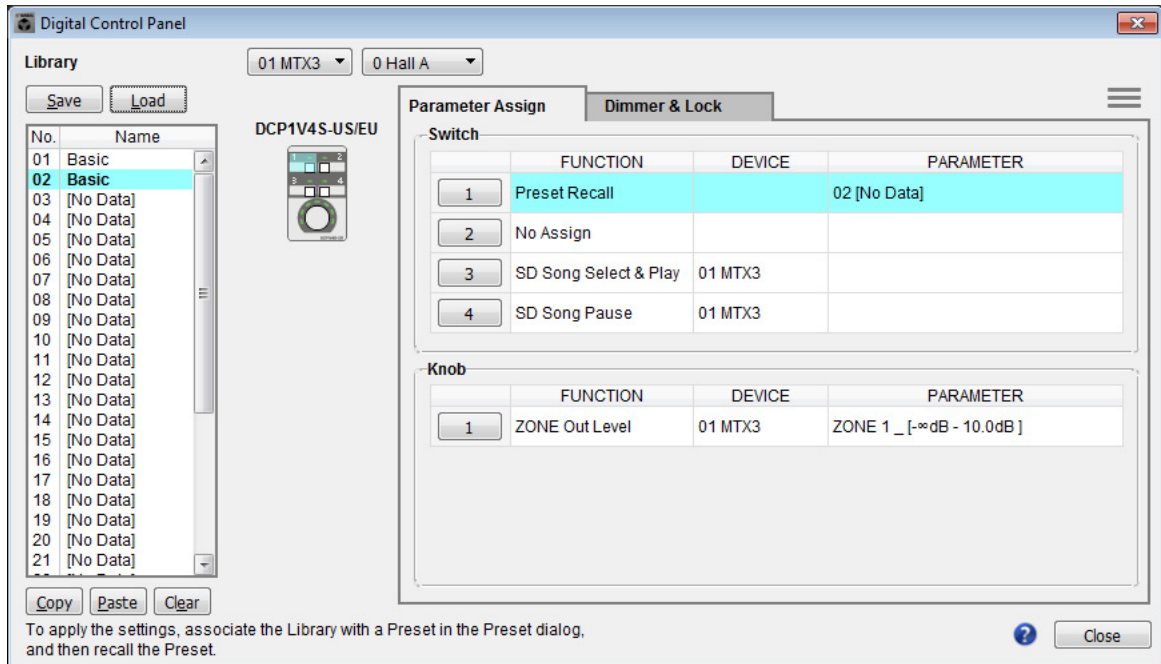 Digital Control Panel
Library
01 MTX3
0 Hall A
Save
Load
No. Name
01 Basic
02 Basic
03 [No Data]
04 [No Data]
05 [No Data]
06 [No Data]
07 [No Data]
08 [No Data]
09 [No Data]
10 [No Data]
11 [No Data]
12 [No Data]
13 [No Data]
14 [No Data]
15 [No Data]
16 [No Data]
17 [No Data]
18 [No Data]
19 [No Data]
20 [No Data]
21 [No Data]
Copy
Paste
Clear
DCP1V4S-US/EU
1 2
3 4
Parameter Assign
Dimmer & Lock
Switch
FUNCTION DEVICE PARAMETER
1 Preset Recall 02 [No Data]
2 No Assign
3 SD Song Select & Play 01 MTX3
4 SD Song Pause 01 MTX3
Knob
FUNCTION DEVICE PARAMETER
1 ZONE Out Level 01 MTX3 ZONE 1 _ [-∞dB - 10.0dB ]
To apply the settings, associate the Library with a Preset in the Preset dialog,
and then recall the Preset.
?
Close